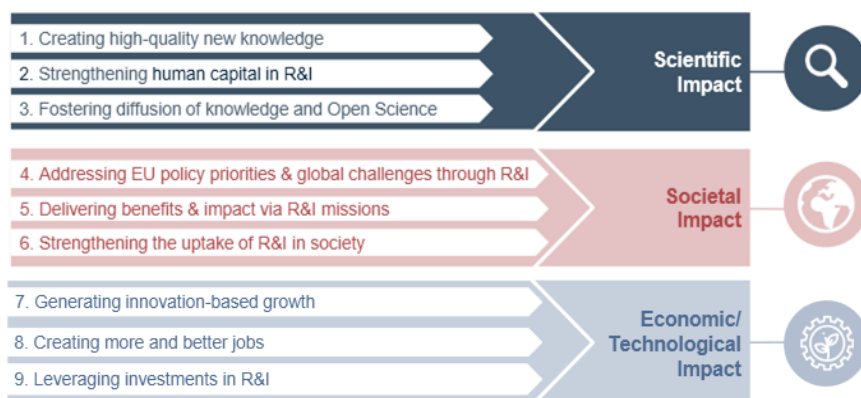 1. Creating high-quality new knowledge
2. Strengthening human capital in R&I
3. Fostering diffusion of knowledge and Open Science
Scientific
Impact
4. Addressing EU policy priorities & global challenges through R&I
5. Delivering benefits & impact via R&I missions
6. Strengthening the uptake of R&I in society
Societal
Impact
7. Generating innovation-based growth
8. Creating more and better jobs
9. Leveraging investments in R&I
Economic/
Technological
Impact